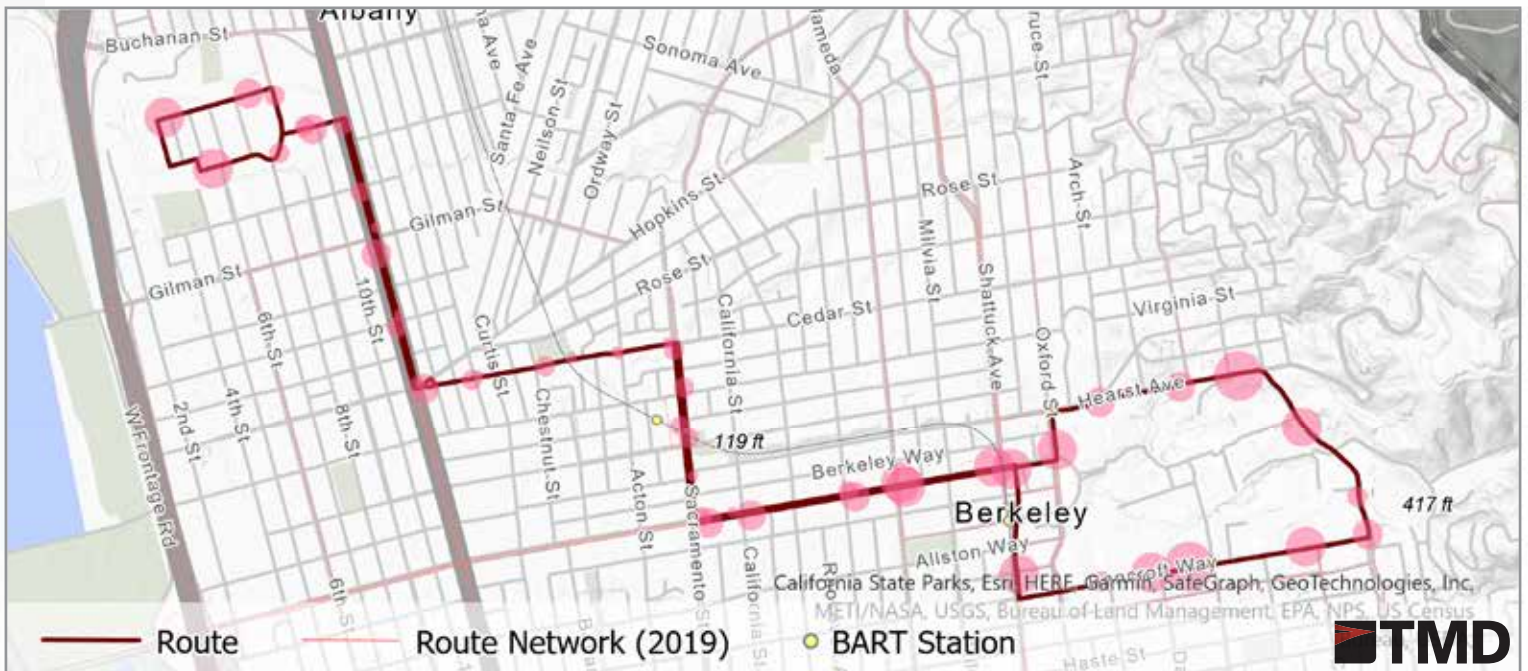 Albany
Buchanan St
Santa Fe Ave
Neilson St
Ordway St
Sonoma Ave
Hopkins St
Gilman St
Gilman St
Rose St
Rose St
Arch St
Milvia St
Shattuck Ave
Virginia St
Cedar St
California St
10th St
6th St
Curtis St
Oxford St
Hearst Ave
4th St
2nd St
8th St
W Frontage Rd
Chestnut St
119 ft
Berkeley Way
Acton St
Sacramento St
417 ft
Berkeley
Allston Way
California St
6th St
California State Parks, Esri, HERE, Garmin, SafeGraph, GeoTechnologies, Inc,
METI/NASA, USGS, Bureau of Land Management, EPA, NPS, US Census
Route
Route Network (2019)
BART Station
Haste St
TMD